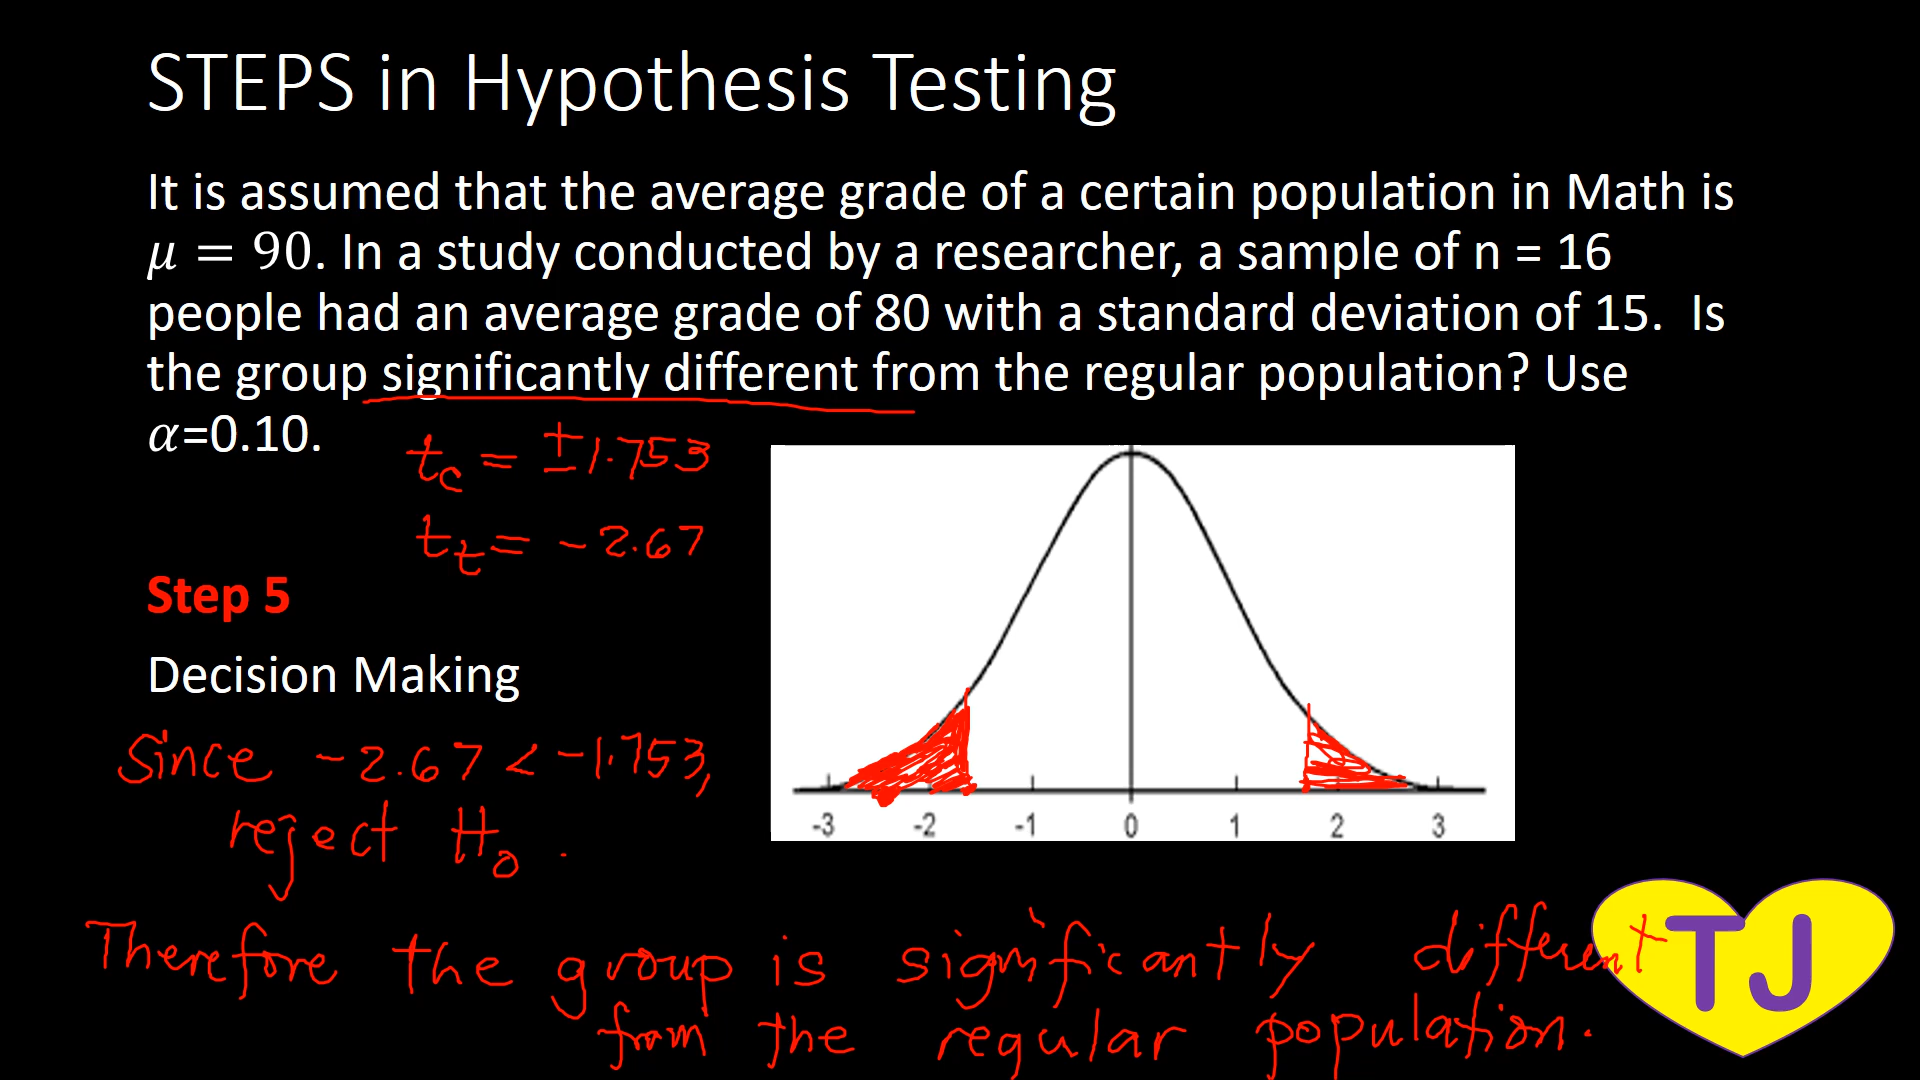 STEPS in Hypothesis Testing
It is assumed that the average grade of a certain population in Math is
μ = 90. In a study conducted by a researcher, a sample of n = 16
people had an average grade of 80 with a standard deviation of 15.  Is
the group significantly different from the regular population? Use
α=0.10.
t_c = ±1.753
t_t = -2.67
Step 5
Decision Making
Since -2.67 < -1.753,
reject H₀.
-3 -2 -1 0 1 2 3
Therefore the group is significantly different
from the regular population.
TJ